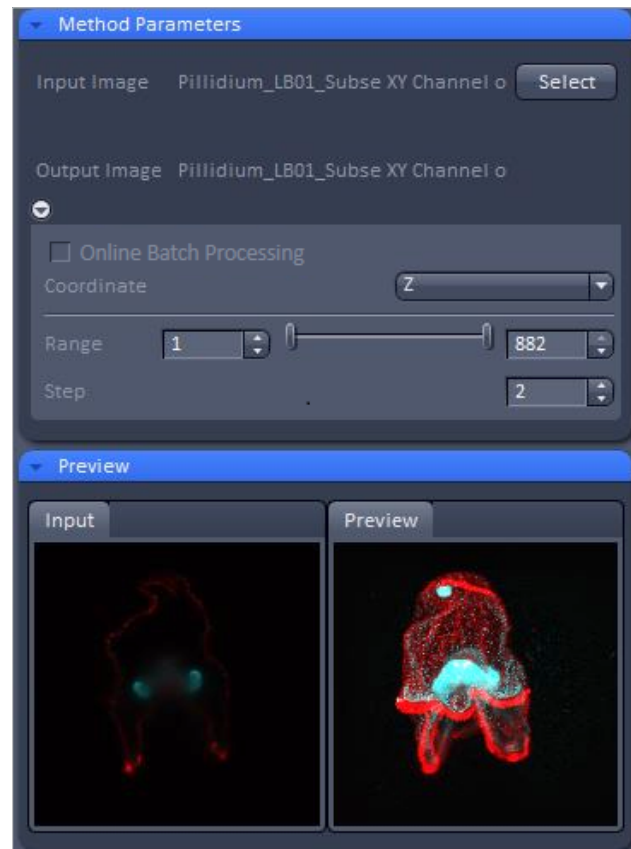 Method Parameters
Input Image Pillidium_LB01_Subse XY Channel o Select
Output Image Pillidium_LB01_Subse XY Channel o
Online Batch Processing
Coordinate Z
Range 1 882
Step 2
Preview
Input Preview